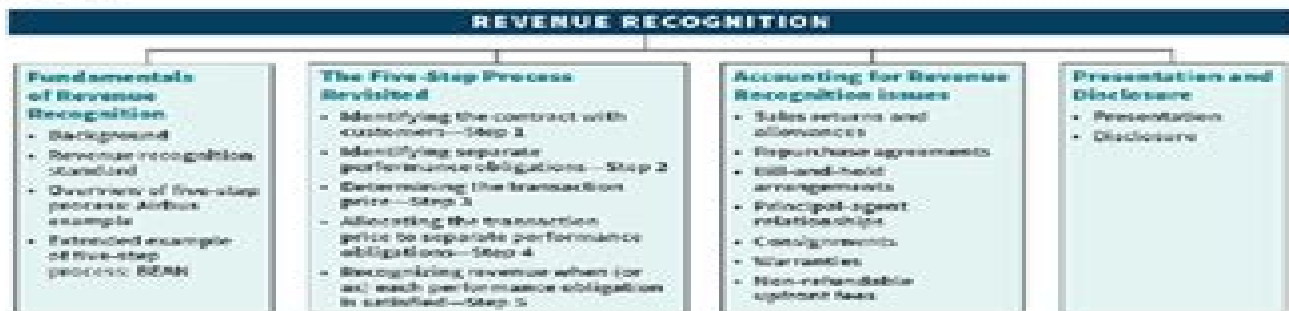 REVENUE RECOGNITION
Fundamentals
of Revenue
Recognition
• Background
• Revenue recognition
standard
• Overview of five-step
process: Airbus
example
• Extended example
of five-step
process: BEAN
The Five-Step Process
Revisited
• Identifying the contract with
customers—Step 1
• Identifying separate
performance obligations—Step 2
• Determining the transaction
price—Step 3
• Allocating the transaction
price to separate performance
obligations—Step 4
• Recognizing revenue when (or
as) each performance obligation
is satisfied—Step 5
Accounting for Revenue
Recognition Issues
• Sales returns and
allowances
• Repurchase agreements
• Bill-and-hold
arrangements
• Principal-agent
relationships
• Consignments
• Warranties
• Non-refundable
upfront fees
Presentation and
Disclosure
• Presentation
• Disclosure